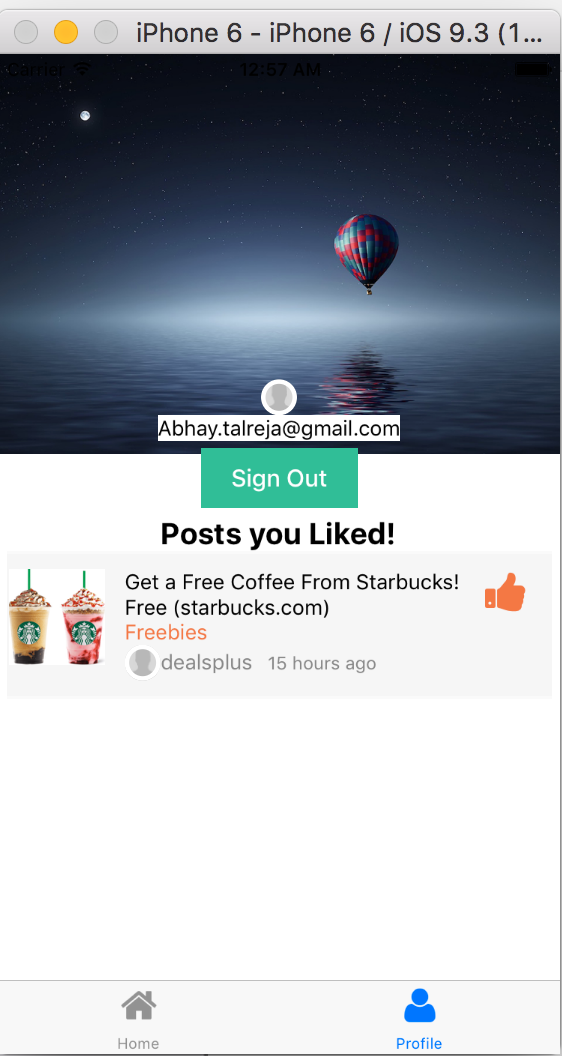 iPhone 6 - iPhone 6 / iOS 9.3 (1...
Carrier 12:57 AM
Abhay.talreja@gmail.com
Sign Out
Posts you Liked!
Get a Free Coffee From Starbucks!
Free (starbucks.com)
Freebies
dealsplus 15 hours ago
Home Profile